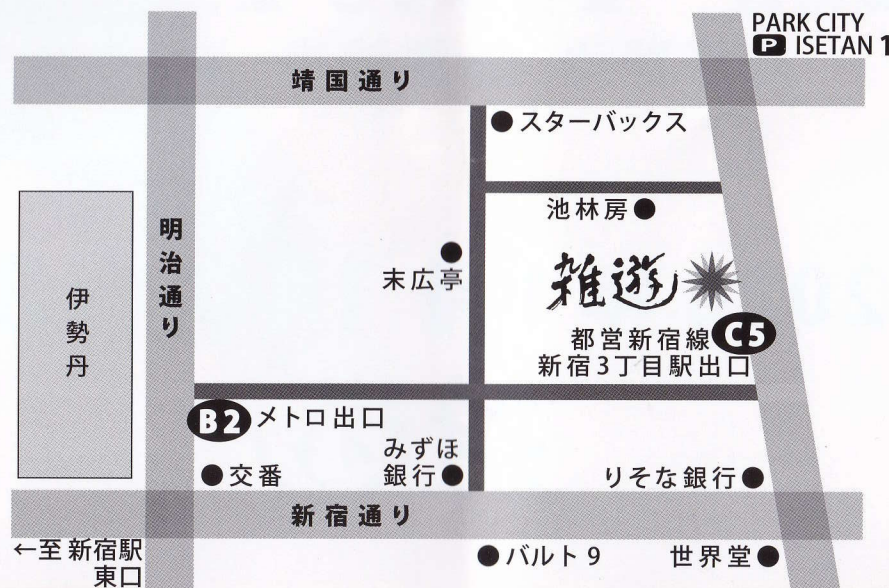 PARK CITY
P ISETAN 1
靖国通り
スターバックス
池林房
明治通り
末広亭
雑遊
伊勢丹
都営新宿線 C5
新宿3丁目駅出口
B2 メトロ出口
みずほ
銀行
交番
りそな銀行
新宿通り
←至 新宿駅
東口
バルト9
世界堂